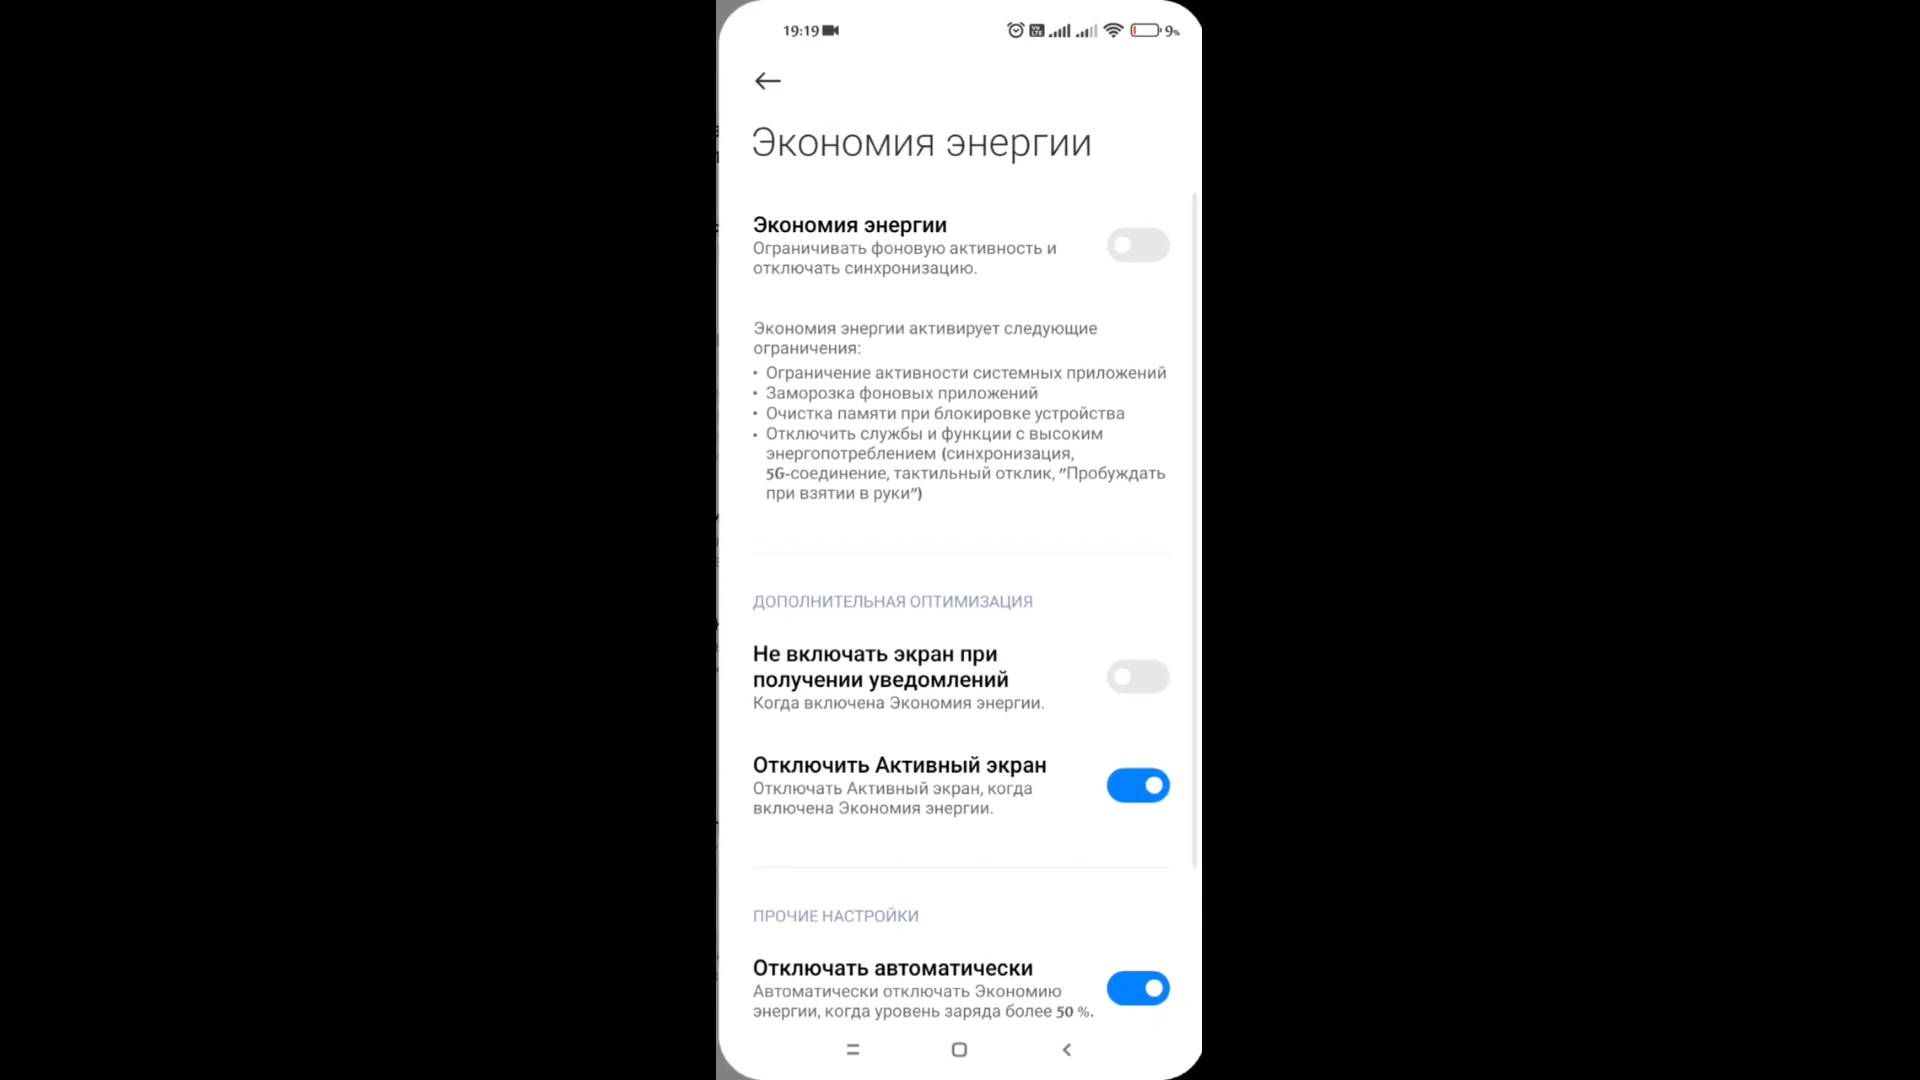 19:19
9%
Экономия энергии
Экономия энергии
Ограничивать фоновую активность и
отключать синхронизацию.
Экономия энергии активирует следующие
ограничения:
• Ограничение активности системных приложений
• Заморозка фоновых приложений
• Очистка памяти при блокировке устройства
• Отключить службы и функции с высоким
энергопотреблением (синхронизация,
5G-соединение, тактильный отклик, "Пробуждать
при взятии в руки")
ДОПОЛНИТЕЛЬНАЯ ОПТИМИЗАЦИЯ
Не включать экран при
получении уведомлений
Когда включена Экономия энергии.
Отключить Активный экран
Отключать Активный экран, когда
включена Экономия энергии.
ПРОЧИЕ НАСТРОЙКИ
Отключать автоматически
Автоматически отключать Экономию
энергии, когда уровень заряда более 50 %.